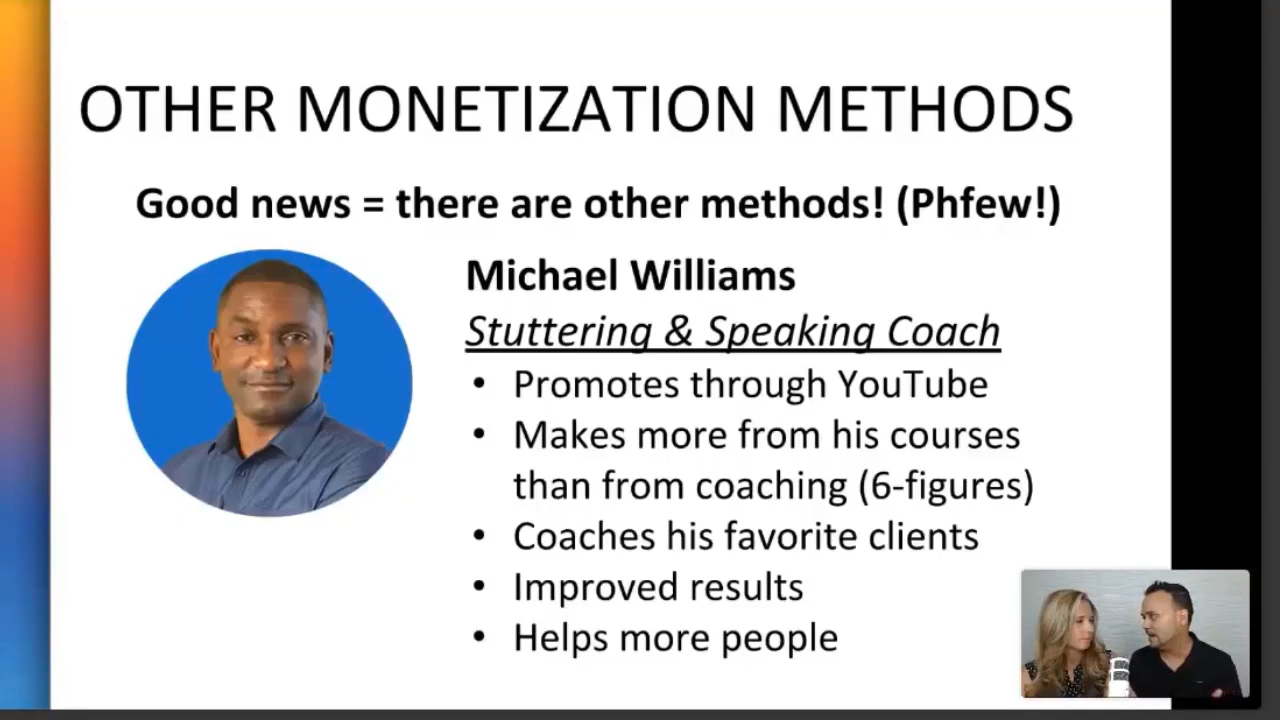 OTHER MONETIZATION METHODS
Good news = there are other methods! (Phfew!)
Michael Williams
Stuttering & Speaking Coach
• Promotes through YouTube
• Makes more from his courses
than from coaching (6-figures)
• Coaches his favorite clients
• Improved results
• Helps more people